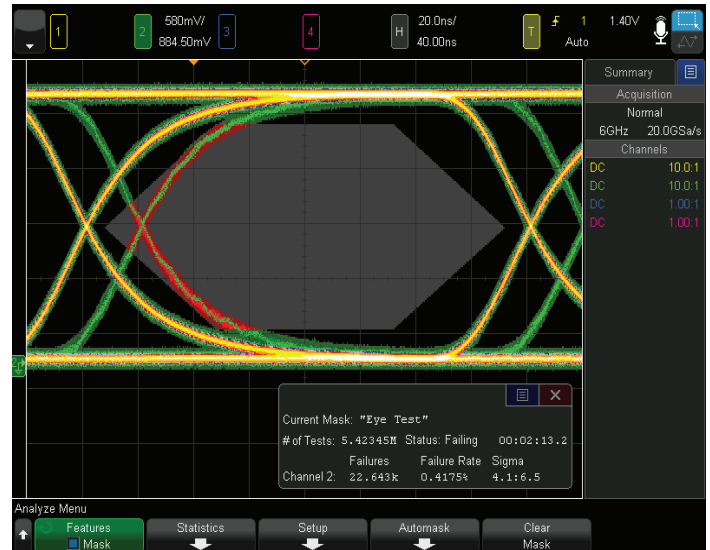 1 2 580mV/ 884.50mV 3 4 H 20.0ns/ 40.00ns T 1 1.40V Auto
Summary
Acquisition
Normal
6GHz 20.0GSa/s
Channels
DC 10.0:1
DC 10.0:1
DC 1.00:1
DC 1.00:1
2
Current Mask: "Eye Test"
# of Tests: 5.42345M Status: Failing 00:02:13.2
Failures Failure Rate Sigma
Channel 2: 22.643k 0.4175% 4.1:6.5
Analyze Menu
Features Statistics Setup Automask Clear
Mask Mask